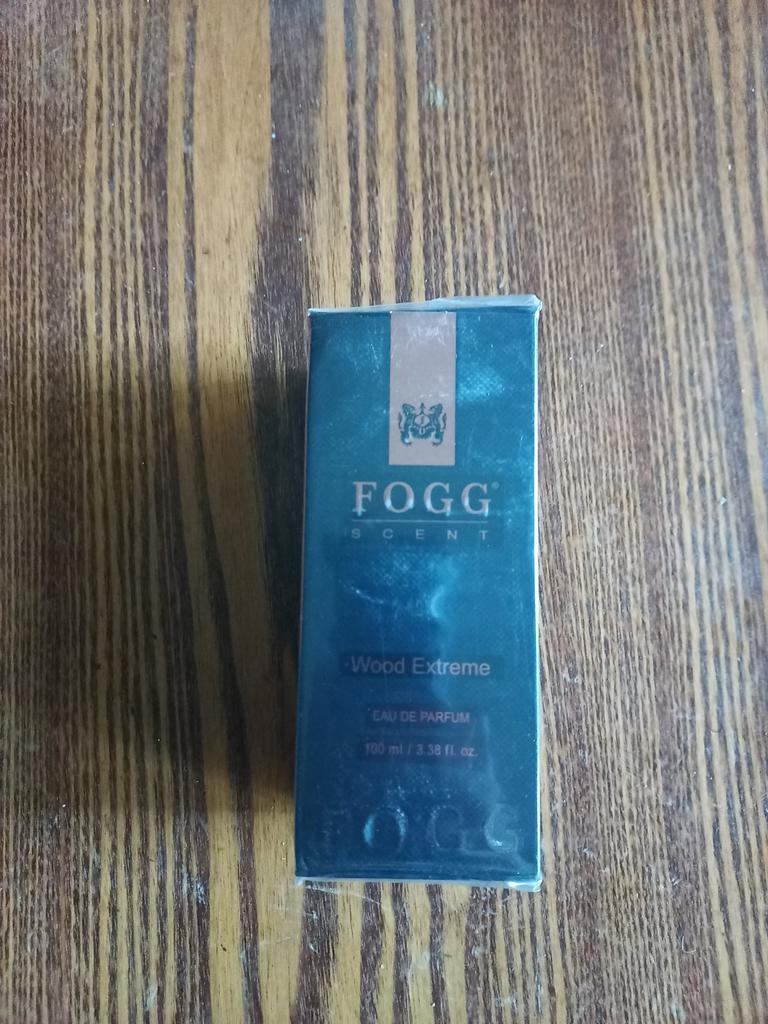 FOGG®
SCENT
Wood Extreme
EAU DE PARFUM
100 ml / 3.38 fl. oz.
FOGG